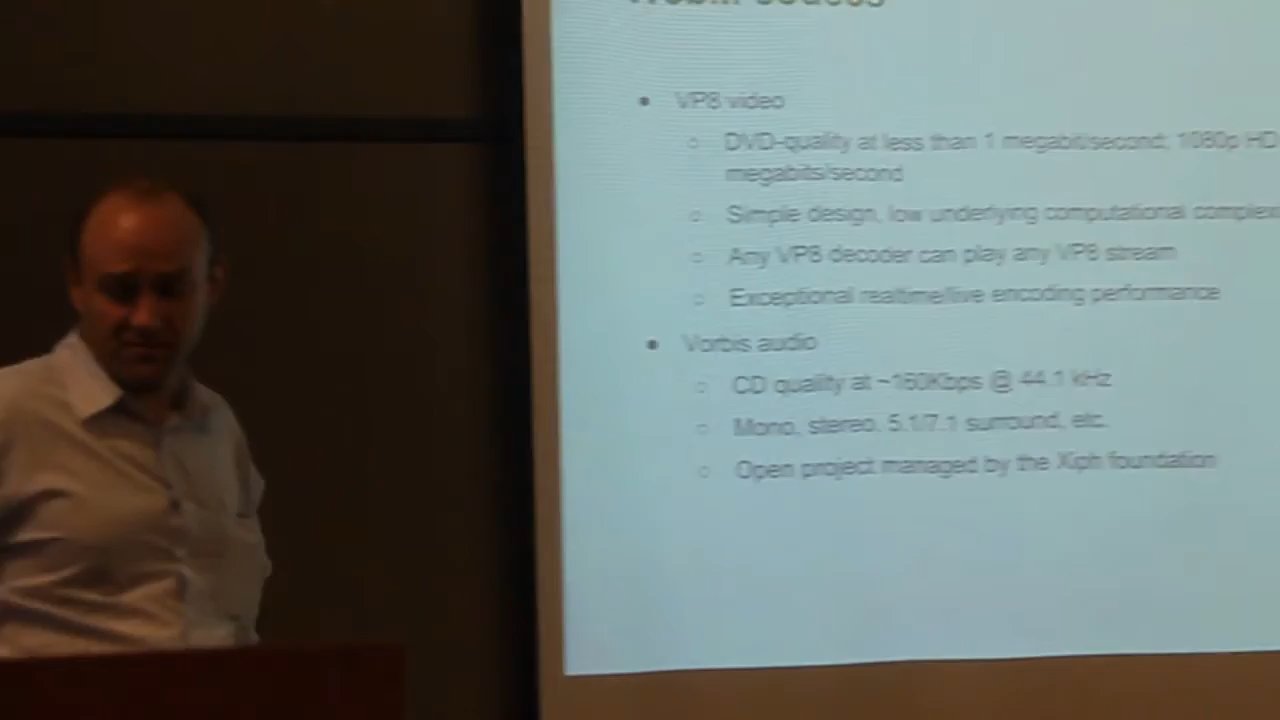 WebM codecs
VP8 video
DVD-quality at less than 1 megabit/second; 1080p HD
megabits/second
Simple design, low underlying computational
Any VP8 decoder can play any VP8 stream
Exceptional realtime/live encoding performance
Vorbis audio
CD quality at ~160Kbps @ 44.1 kHz
Mono, stereo, 5.1/7.1 surround, etc.
Open project managed by the Xiph foundation